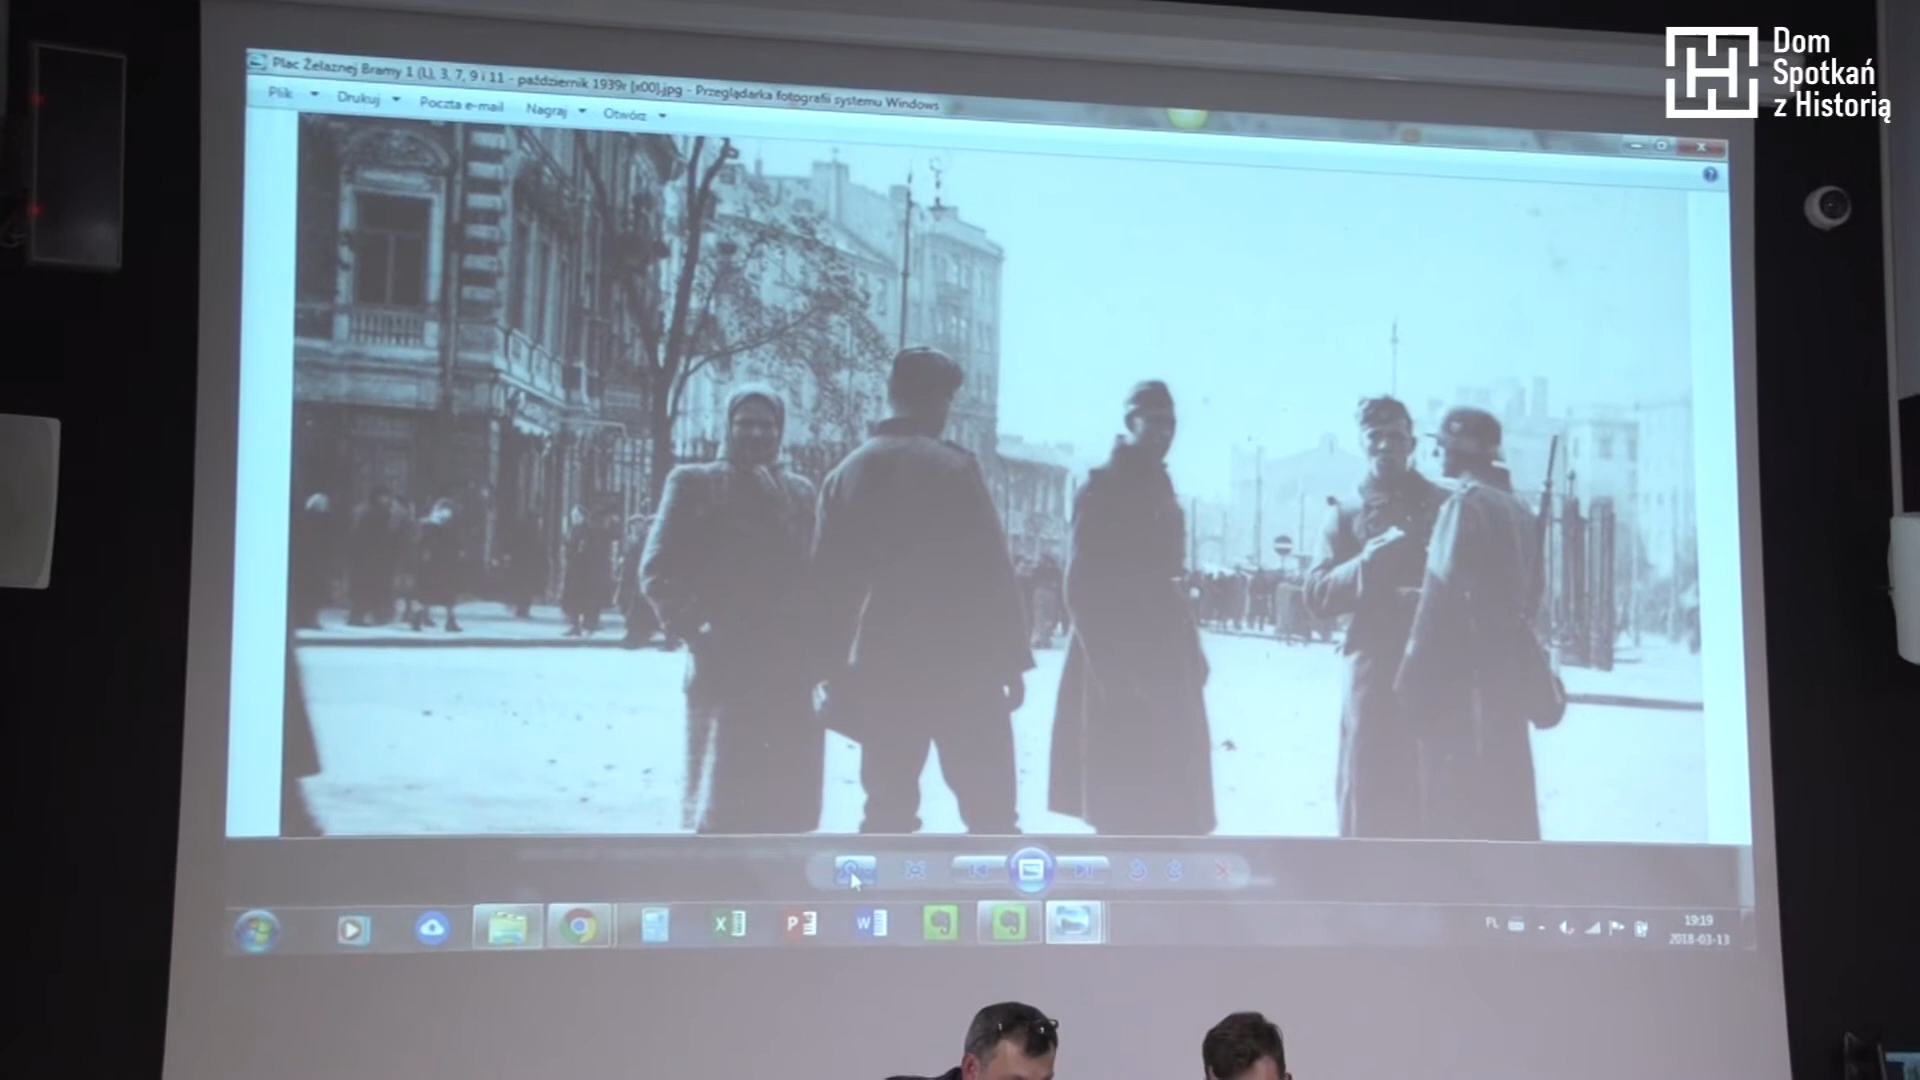 Dom
Spotkań
z Historią
Plac Żelaznej Bramy 1 (L), 3, 7, 9 i 11 - październik 1939r [x00].jpg - Przeglądarka fotografii systemu Windows
Plik Drukuj Poczta e-mail Nagraj Otwórz
PL
19:19
2018-03-13